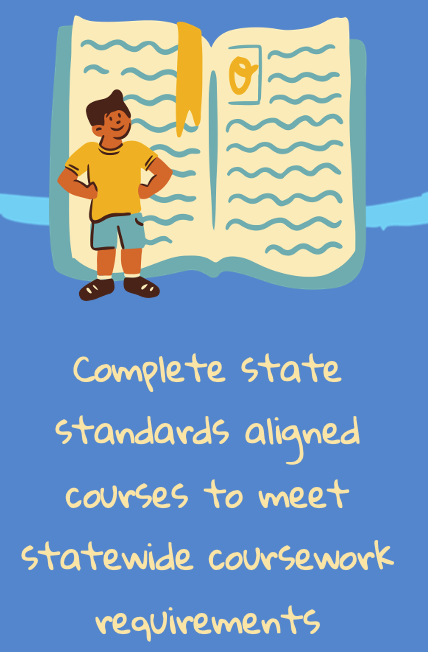 Complete state
standards aligned
courses to meet
statewide coursework
requirements